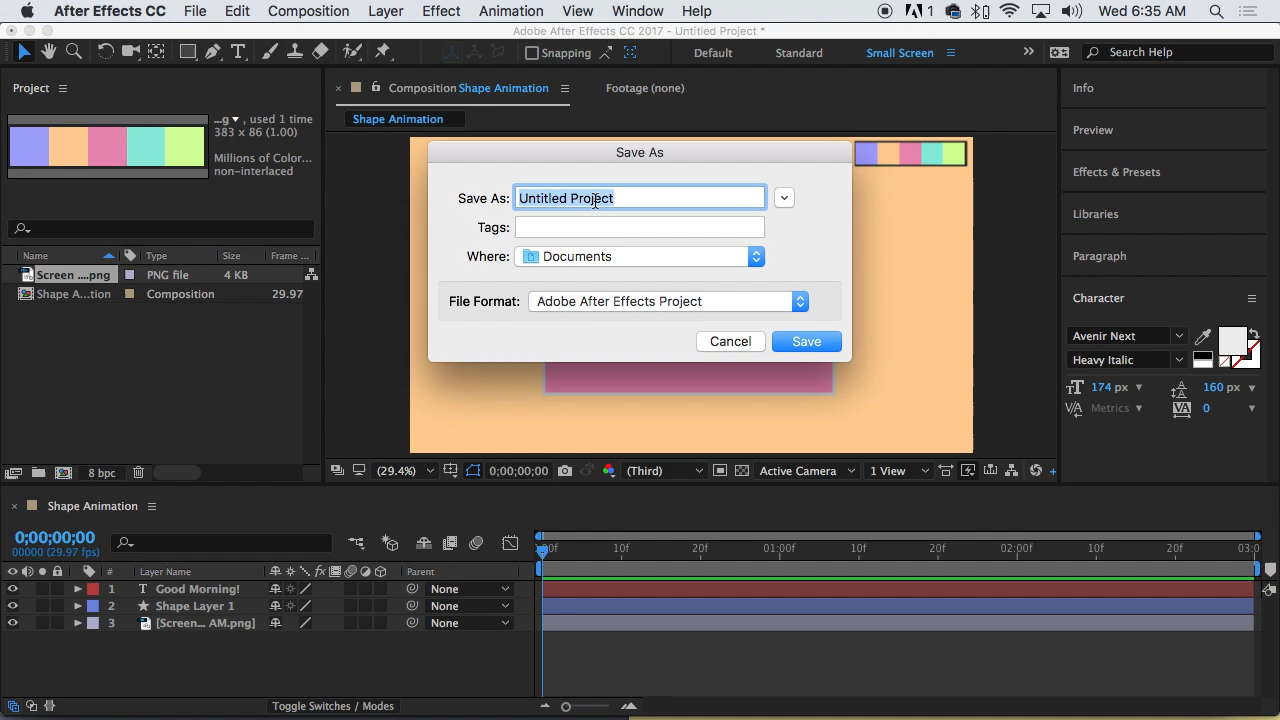 After Effects CC File Edit Composition Layer Effect Animation View Window Help 1 Wed 6:35 AM
Adobe After Effects CC 2017 - Untitled Project *
Snapping Default Standard Small Screen Search Help
Project
Composition Shape Animation
Footage (none)
Shape Animation
...g , used 1 time
383 x 86 (1.00)
Millions of Color...
non-interlaced
Name Type Size Frame ...
Screen ....png PNG file 4 KB
Shape A...tion Composition 29.97
8 bpc
Save As
Save As: Untitled Project
Tags:
Where: Documents
File Format: Adobe After Effects Project
Cancel Save
(29.4%) 0;00;00;00 (Third) Active Camera 1 View
Info
Preview
Effects & Presets
Libraries
Paragraph
Character
Avenir Next
Heavy Italic
174 px 160 px
Metrics 0
Shape Animation
0;00;00;00
00000 (29.97 fps)
:00f 10f 20f 01:00f 10f 20f 02:00f 10f 20f 03:0
# Layer Name fx Parent
1 T Good Morning! None
2 Shape Layer 1 None
3 [Screen... AM.png] None
Toggle Switches / Modes